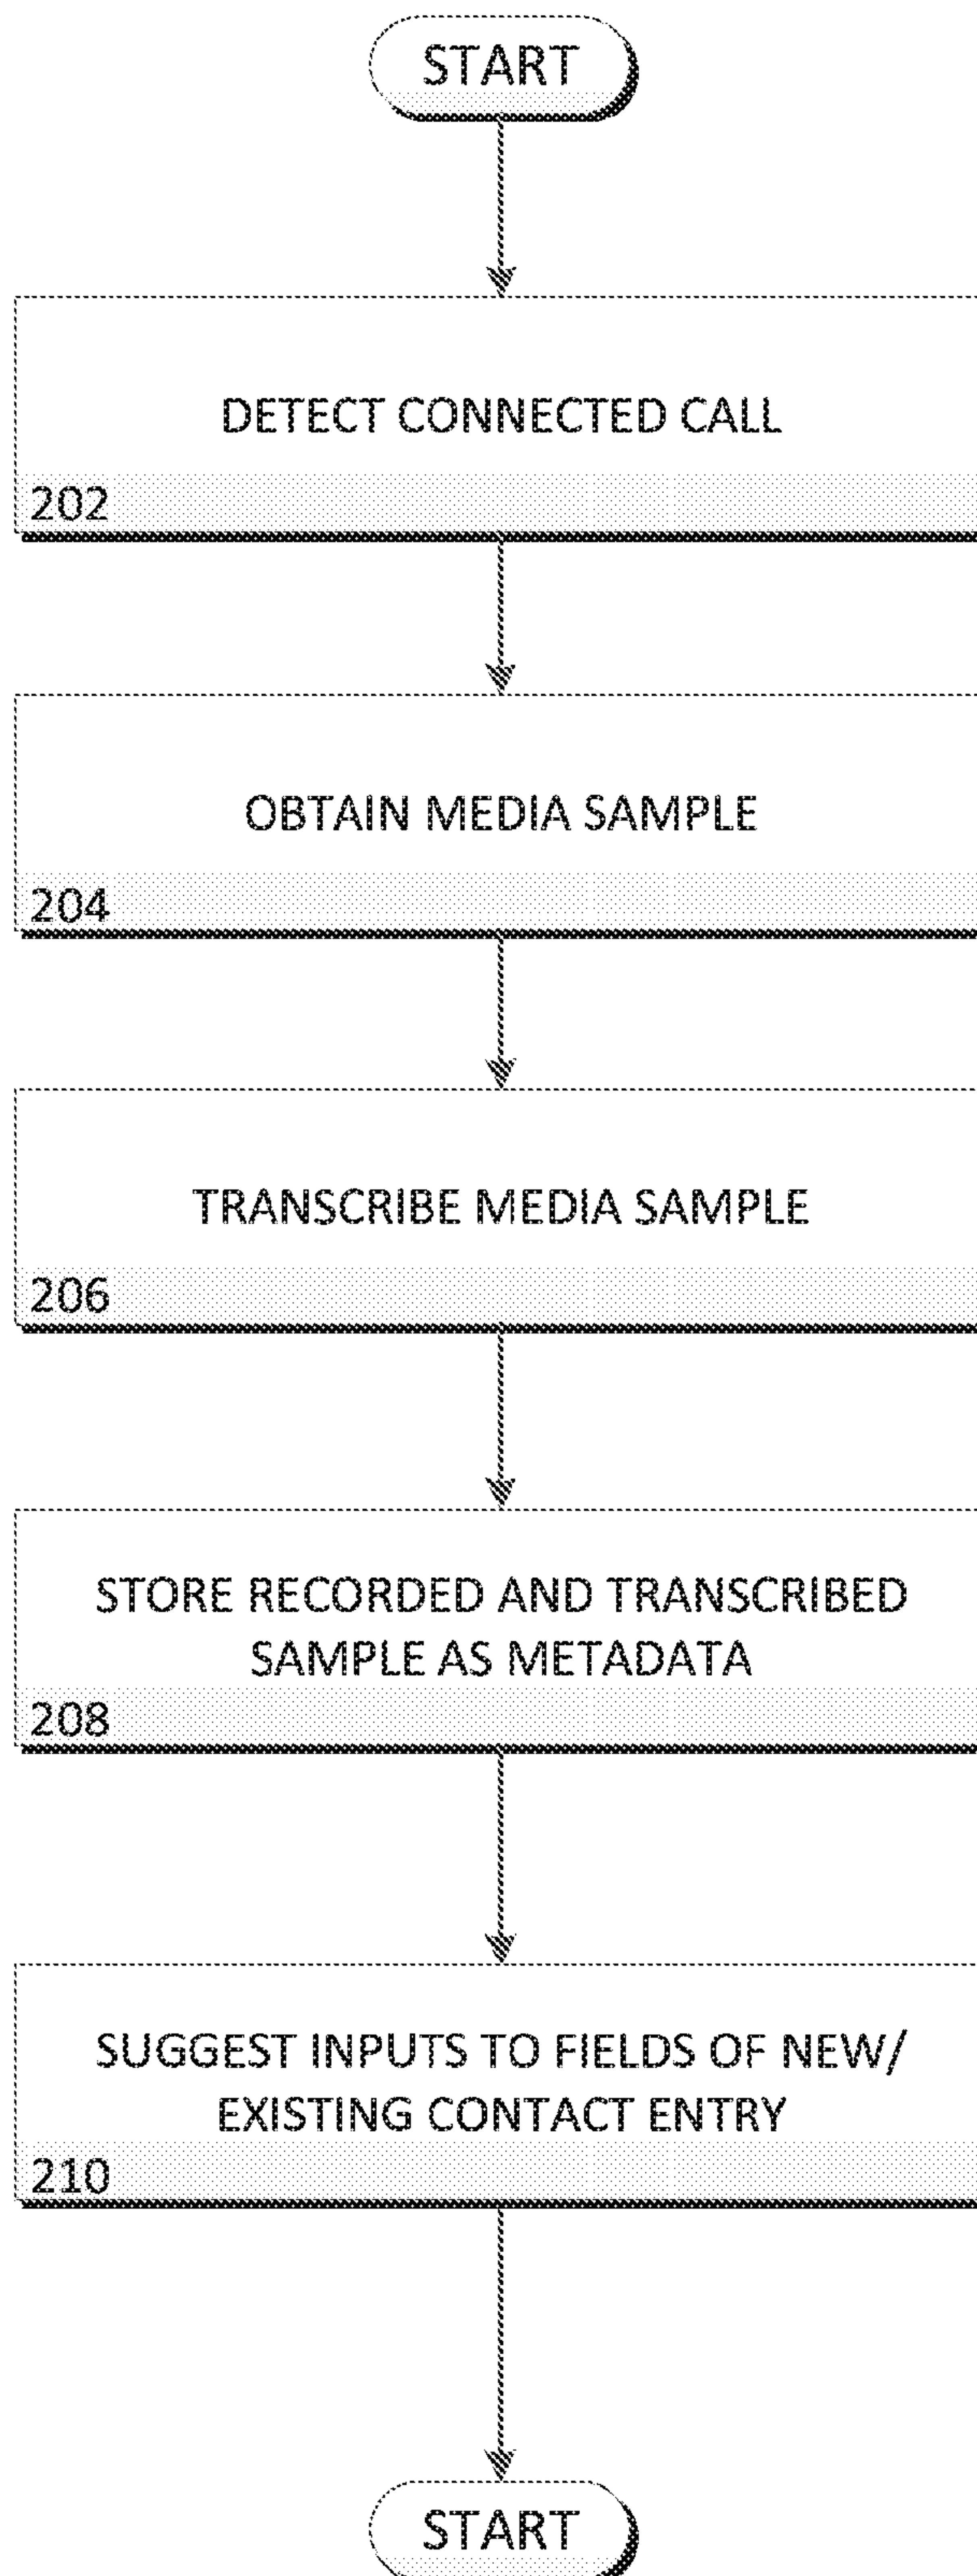 START
DETECT CONNECTED CALL
202
OBTAIN MEDIA SAMPLE
204
TRANSCRIBE MEDIA SAMPLE
206
STORE RECORDED AND TRANSCRIBED
SAMPLE AS METADATA
208
SUGGEST INPUTS TO FIELDS OF NEW/
EXISTING CONTACT ENTRY
210
START